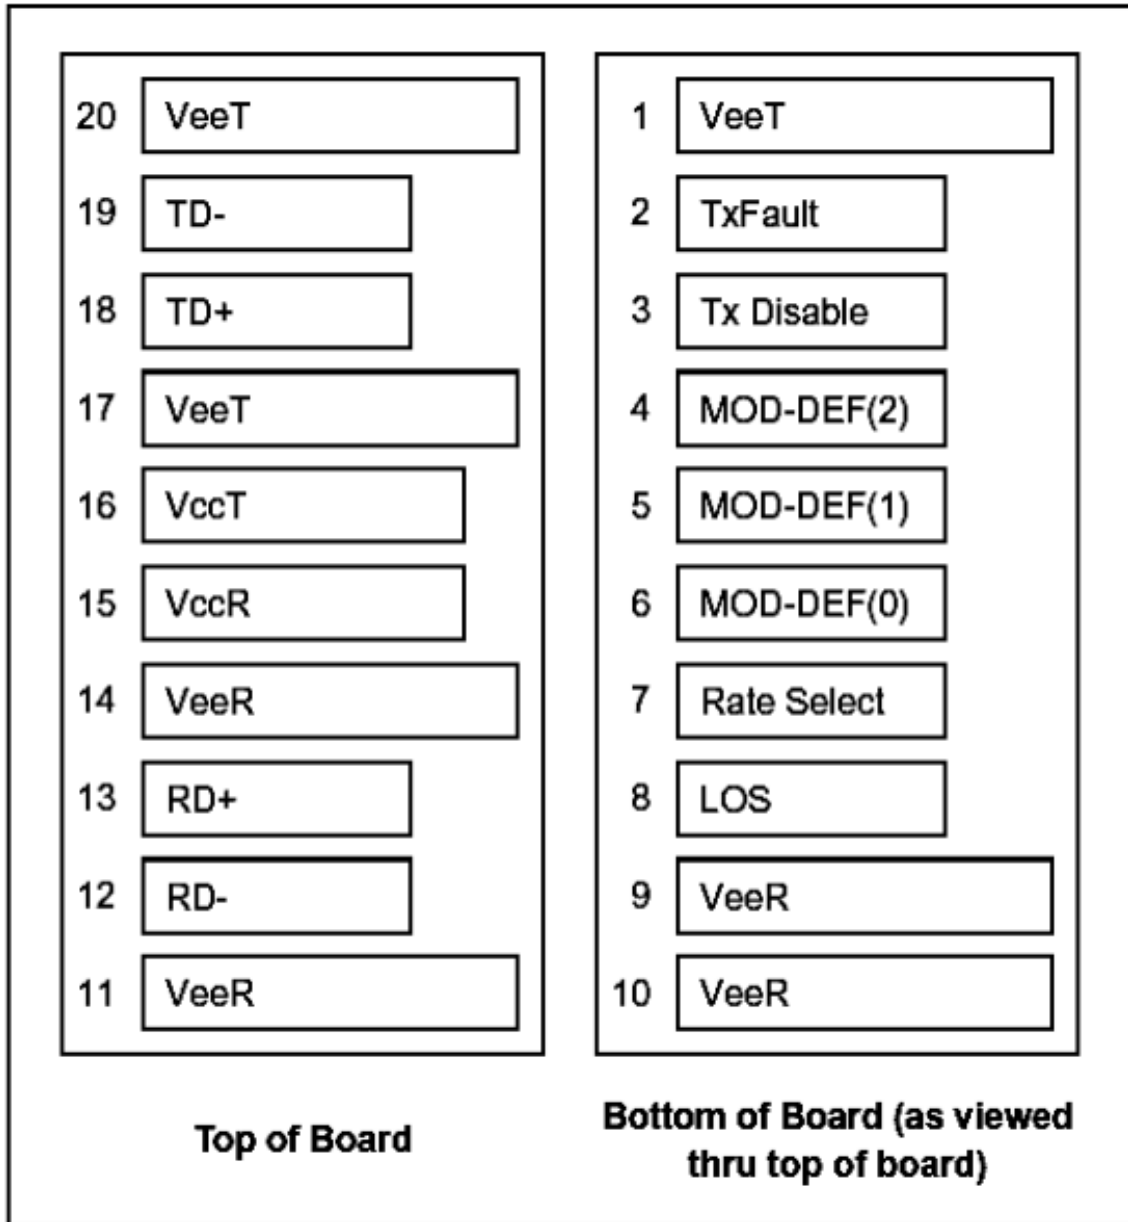 20 VeeT
19 TD-
18 TD+
17 VeeT
16 VccT
15 VccR
14 VeeR
13 RD+
12 RD-
11 VeeR
Top of Board
1 VeeT
2 TxFault
3 Tx Disable
4 MOD-DEF(2)
5 MOD-DEF(1)
6 MOD-DEF(0)
7 Rate Select
8 LOS
9 VeeR
10 VeeR
Bottom of Board (as viewed
thru top of board)